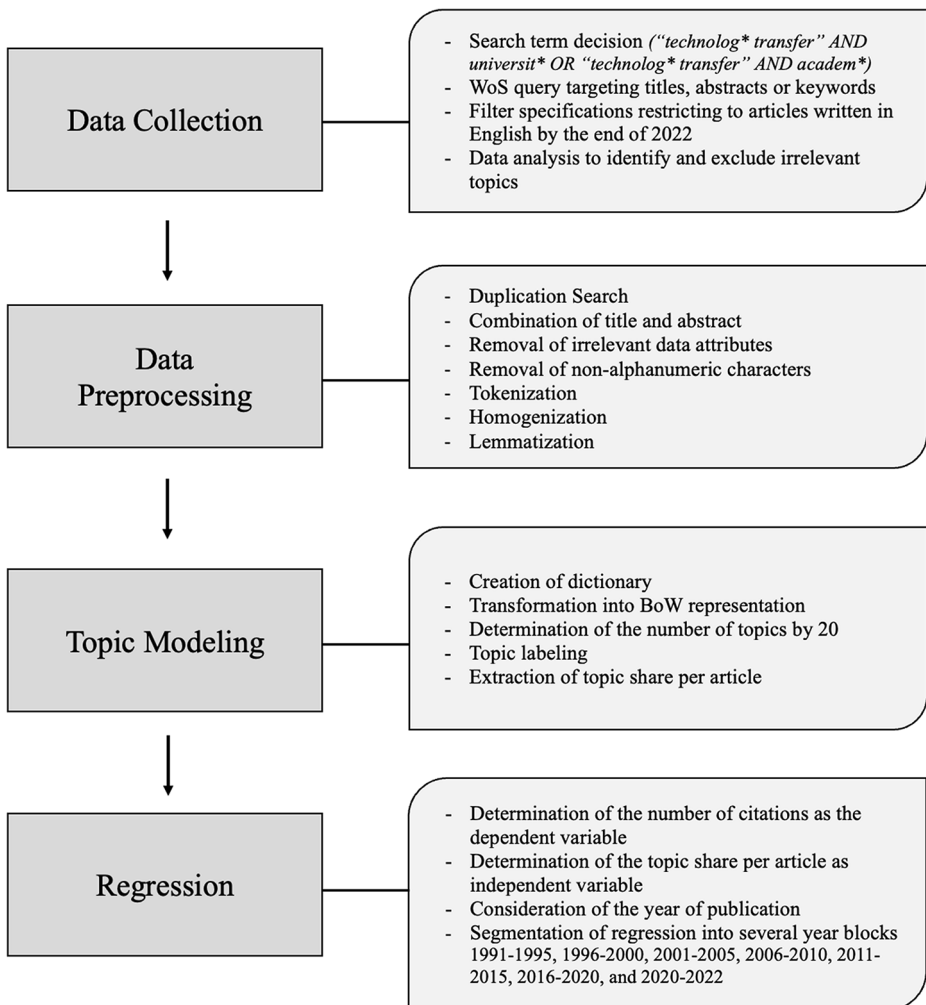 Data Collection
- Search term decision (“technolog* transfer” AND
universit* OR “technolog* transfer” AND academ*)
- WoS query targeting titles, abstracts or keywords
- Filter specifications restricting to articles written in
English by the end of 2022
- Data analysis to identify and exclude irrelevant
topics
Data
Preprocessing
- Duplication Search
- Combination of title and abstract
- Removal of irrelevant data attributes
- Removal of non-alphanumeric characters
- Tokenization
- Homogenization
- Lemmatization
Topic Modeling
- Creation of dictionary
- Transformation into BoW representation
- Determination of the number of topics by 20
- Topic labeling
- Extraction of topic share per article
Regression
- Determination of the number of citations as the
dependent variable
- Determination of the topic share per article as
independent variable
- Consideration of the year of publication
- Segmentation of regression into several year blocks
1991-1995, 1996-2000, 2001-2005, 2006-2010, 2011-
2015, 2016-2020, and 2020-2022